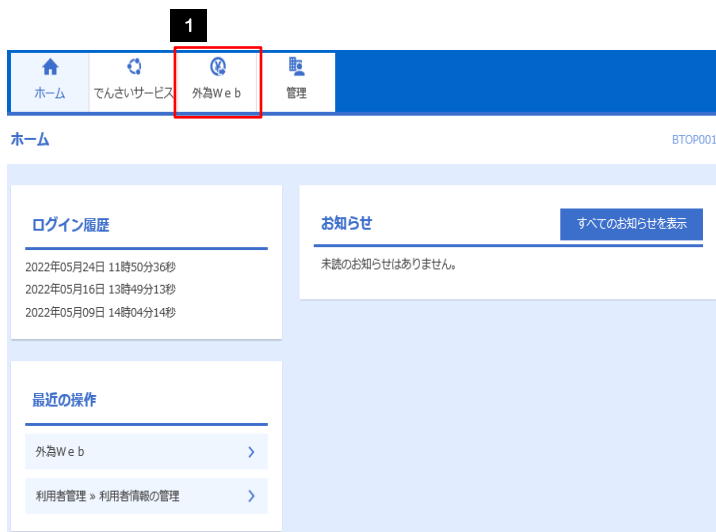 1
ホーム でんさいサービス 外為Ｗｅｂ 管理
ホーム BTOP001
ログイン履歴
2022年05月24日 11時50分36秒
2022年05月16日 13時49分13秒
2022年05月09日 14時04分14秒
お知らせ すべてのお知らせを表示
未読のお知らせはありません。
最近の操作
外為Ｗｅｂ
利用者管理 » 利用者情報の管理